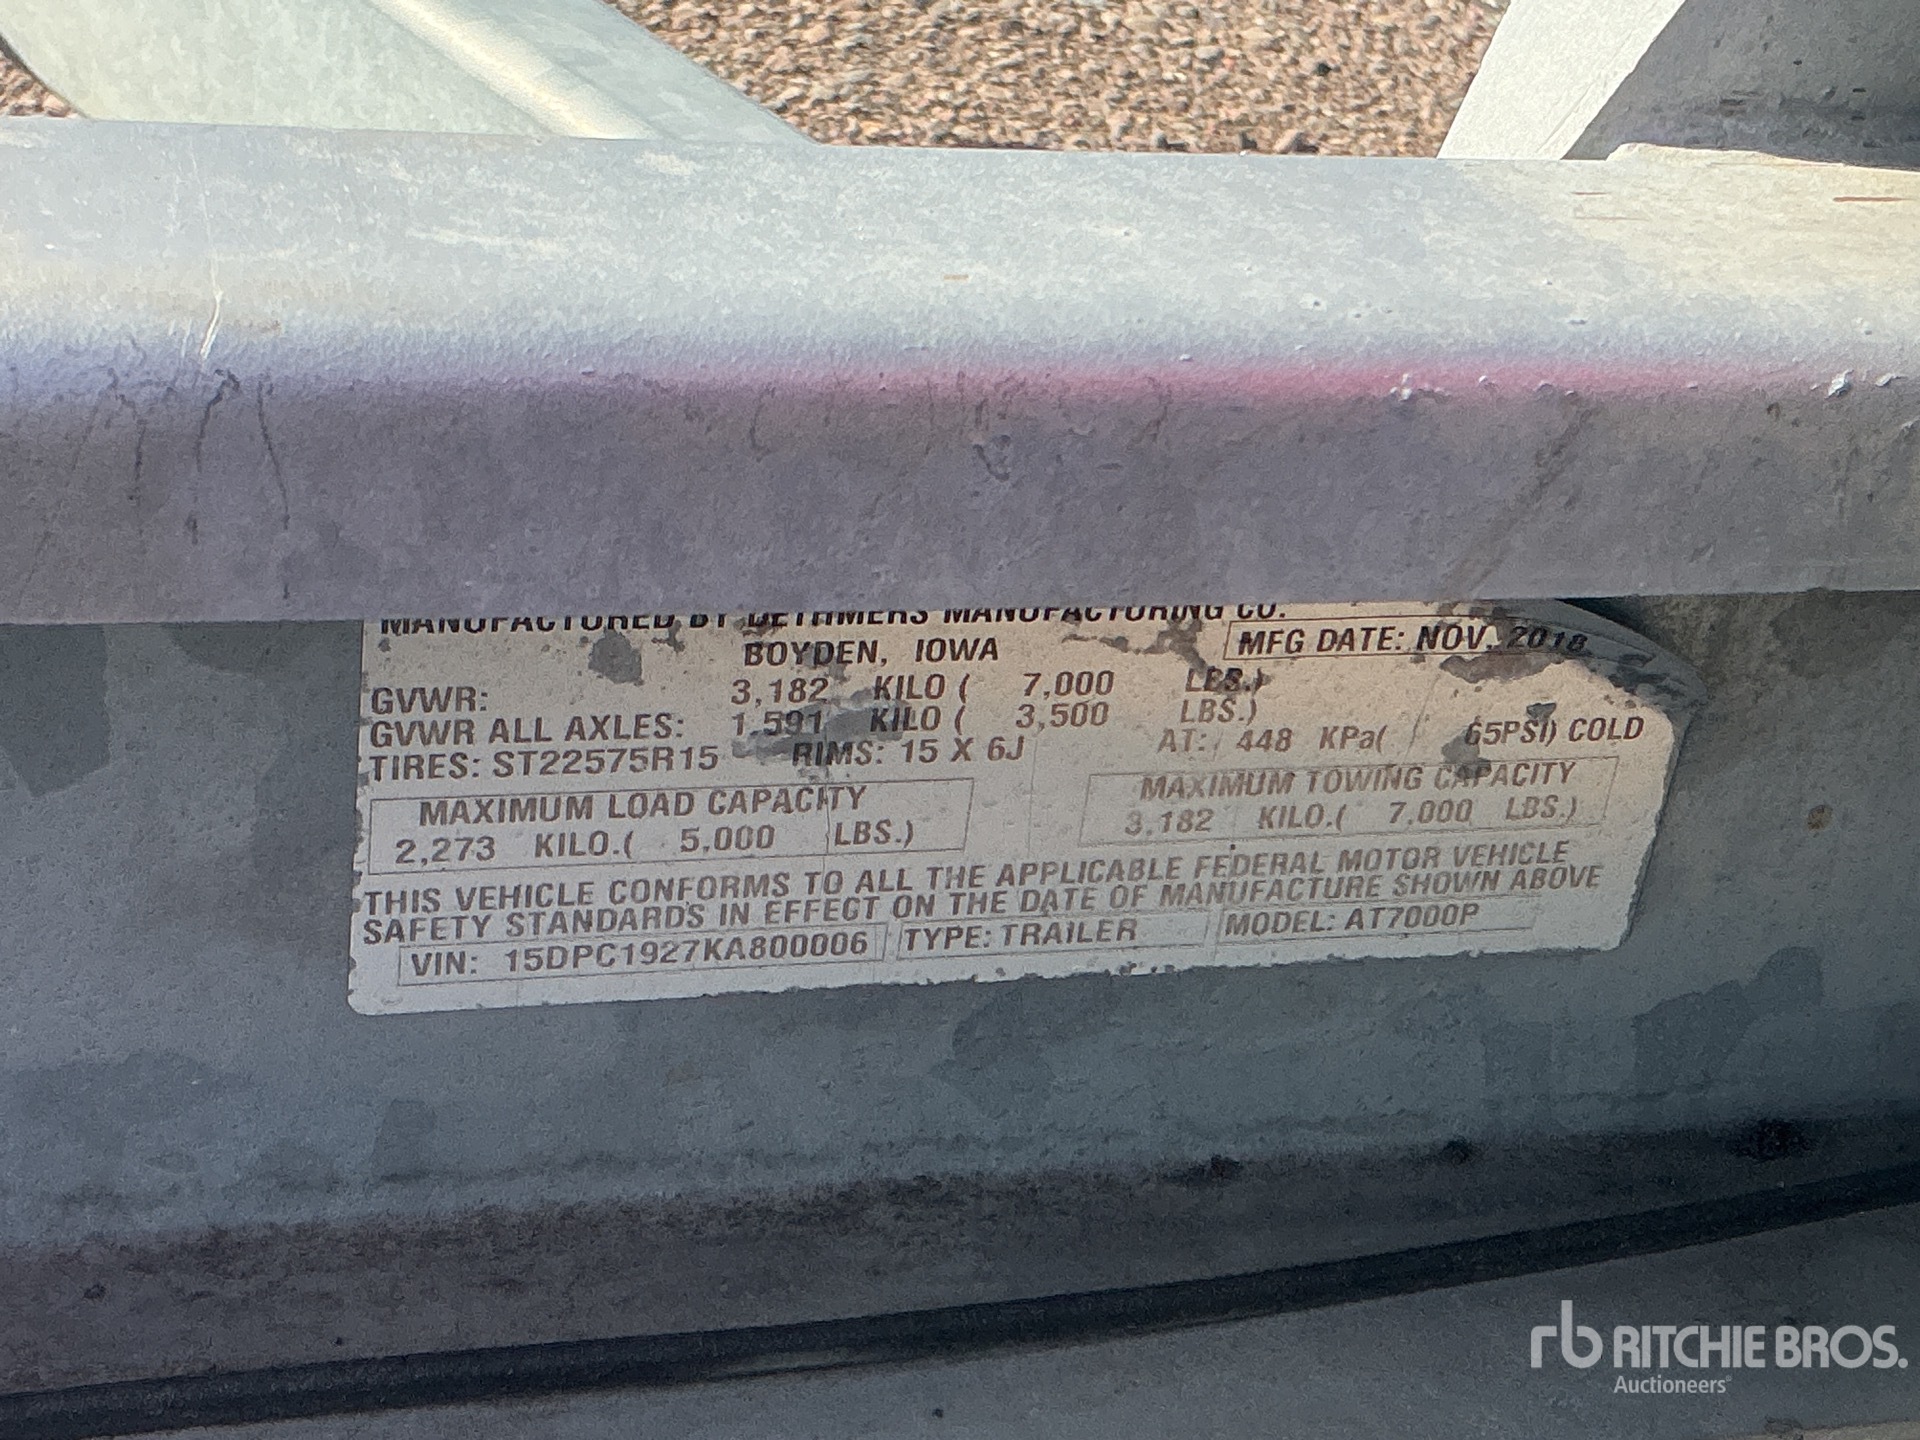 MANUFACTURED BY DETHMERS MANUFACTURING CO.
BOYDEN, IOWA
MFG DATE: NOV, 2018
GVWR: 3,182 KILO ( 7,000 LBS.)
GVWR ALL AXLES: 1,591 KILO ( 3,500 LBS.)
TIRES: ST22575R15 RIMS: 15 X 6J AT: 448 KPa( 65PSI) COLD
MAXIMUM LOAD CAPACITY
2,273 KILO.( 5,000 LBS.)
MAXIMUM TOWING CAPACITY
3,182 KILO.( 7,000 LBS.)
THIS VEHICLE CONFORMS TO ALL THE APPLICABLE FEDERAL MOTOR VEHICLE
SAFETY STANDARDS IN EFFECT ON THE DATE OF MANUFACTURE SHOWN ABOVE
VIN: 15DPC1927KA800006 TYPE: TRAILER MODEL: AT7000P
rb RITCHIE BROS.
Auctioneers